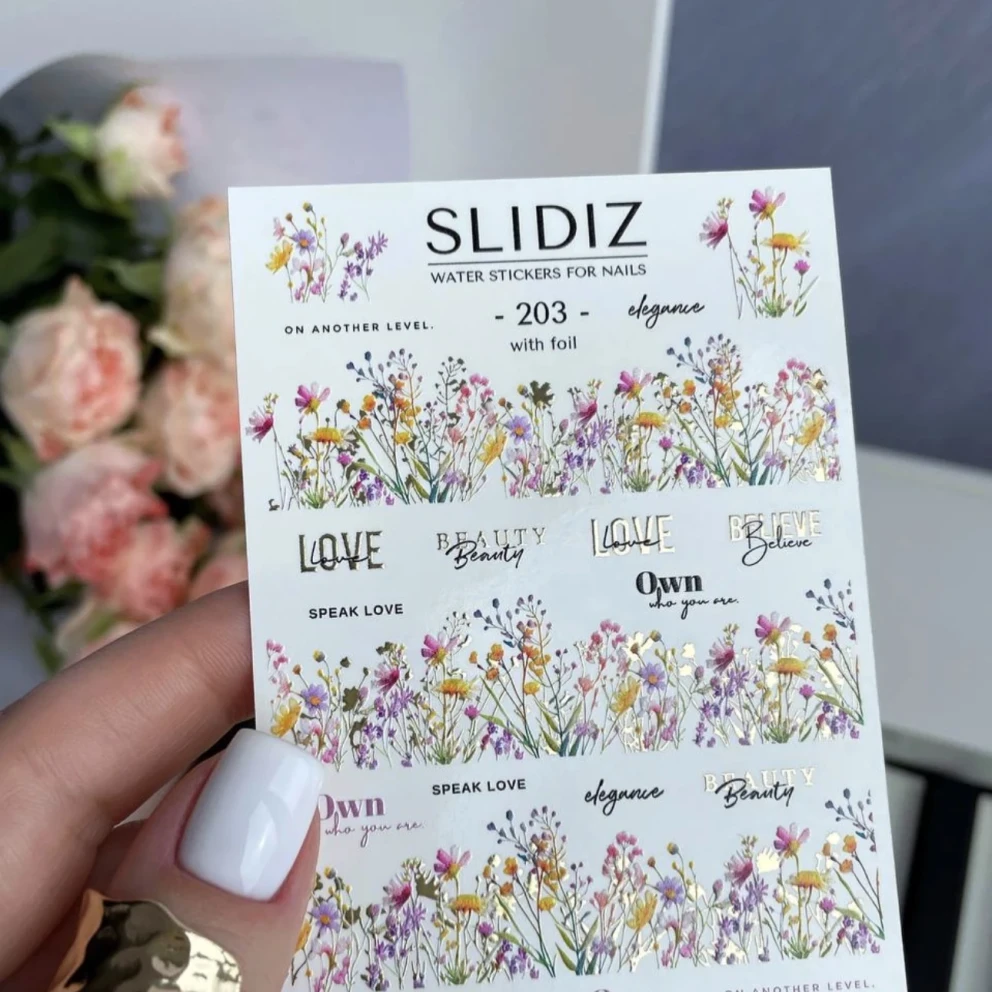 SLIDIZ
WATER STICKERS FOR NAILS
- 203 -
elegance
ON ANOTHER LEVEL.
with foil
LOVE
Love
BEAUTY
Beauty
LOVE
Love
BELIEVE
Believe
Own
who you are.
SPEAK LOVE
SPEAK LOVE
elegance
BEAUTY
Beauty
Own
who you are.
ON ANOTHER LEVEL.